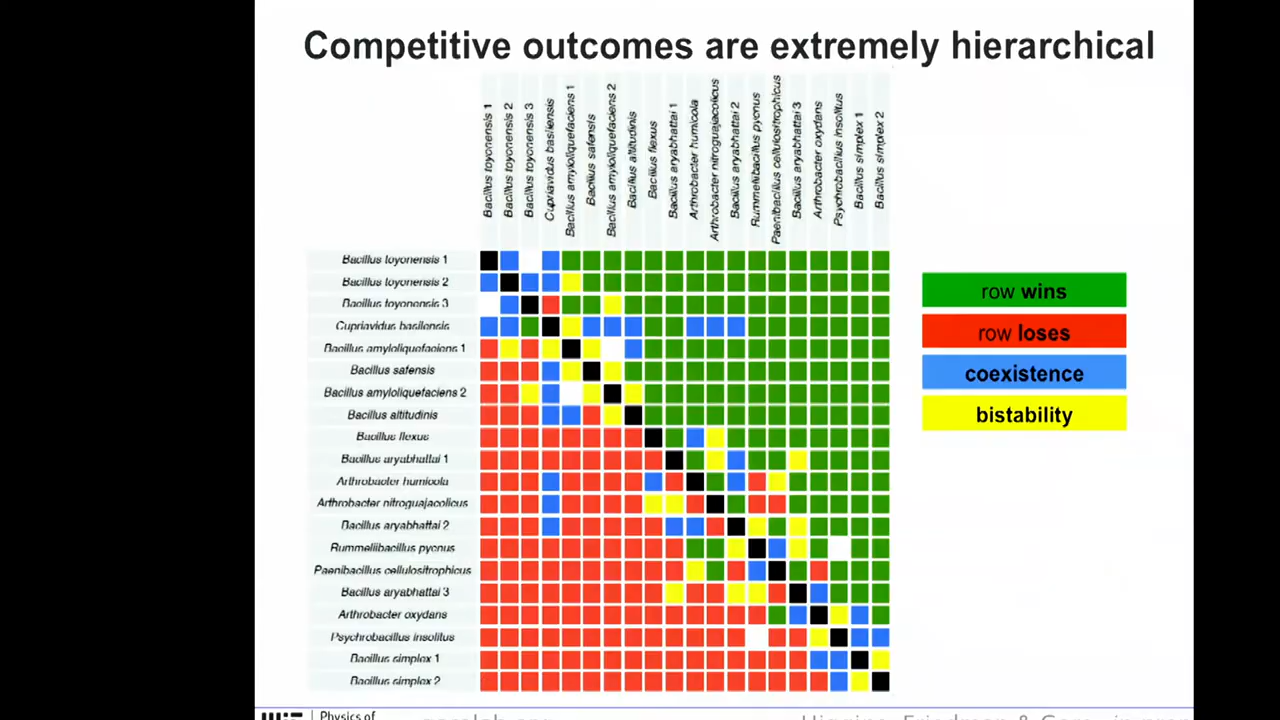 Competitive outcomes are extremely hierarchical
Bacillus toyonensis 1
Bacillus toyonensis 2
Bacillus toyonensis 3
Cupriavidus basilensis
Bacillus amyloliquefaciens 1
Bacillus safensis
Bacillus amyloliquefaciens 2
Bacillus altitudinis
Bacillus flexus
Bacillus aryabhattai 1
Arthrobacter humicola
Arthrobacter nitroguajacolicus
Bacillus aryabhattai 2
Rummeliibacillus pycnus
Paenibacillus cellulositrophicus
Bacillus aryabhattai 3
Arthrobacter oxydans
Psychrobacillus insolitus
Bacillus simplex 1
Bacillus simplex 2
Bacillus toyonensis 1
Bacillus toyonensis 2
Bacillus toyonensis 3
Cupriavidus basilensis
Bacillus amyloliquefaciens 1
Bacillus safensis
Bacillus amyloliquefaciens 2
Bacillus altitudinis
Bacillus flexus
Bacillus aryabhattai 1
Arthrobacter humicola
Arthrobacter nitroguajacolicus
Bacillus aryabhattai 2
Rummeliibacillus pycnus
Paenibacillus cellulositrophicus
Bacillus aryabhattai 3
Arthrobacter oxydans
Psychrobacillus insolitus
Bacillus simplex 1
Bacillus simplex 2
row wins
row loses
coexistence
bistability
Physics of